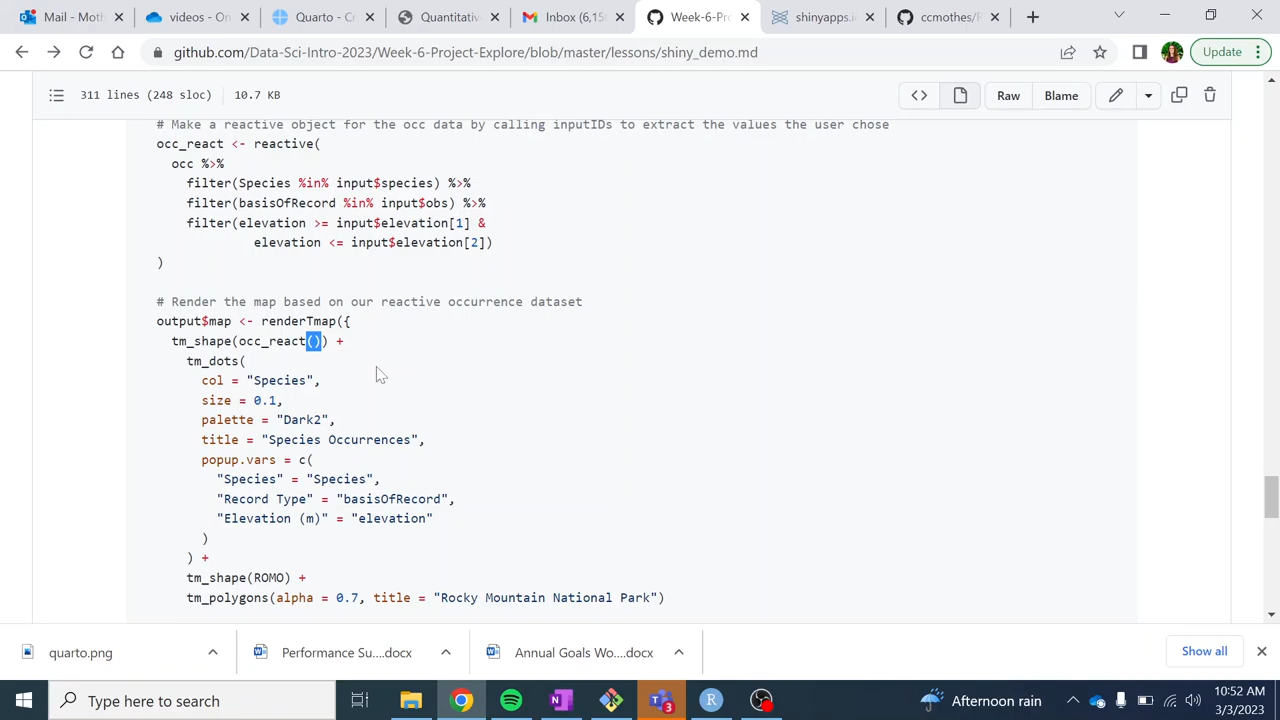 Mail - Moth
videos - On
Quarto - Cr
Quantitativ
Inbox (6,15
Week-6-Pro
shinyapps.i
ccmothes/R
github.com/Data-Sci-Intro-2023/Week-6-Project-Explore/blob/master/lessons/shiny_demo.md
Update
311 lines (248 sloc)
10.7 KB
Raw
Blame
# Make a reactive object for the occ data by calling inputIDs to extract the values the user chose
occ_react <- reactive(
occ %>%
filter(Species %in% input$species) %>%
filter(basisOfRecord %in% input$obs) %>%
filter(elevation >= input$elevation[1] &
elevation <= input$elevation[2])
)
# Render the map based on our reactive occurrence dataset
output$map <- renderTmap({
tm_shape(occ_react()) +
tm_dots(
col = "Species",
size = 0.1,
palette = "Dark2",
title = "Species Occurrences",
popup.vars = c(
"Species" = "Species",
"Record Type" = "basisOfRecord",
"Elevation (m)" = "elevation"
)
) +
tm_shape(ROMO) +
tm_polygons(alpha = 0.7, title = "Rocky Mountain National Park")
quarto.png
Performance Su....docx
Annual Goals Wo....docx
Show all
Type here to search
3
R
Afternoon rain
10:52 AM
3/3/2023